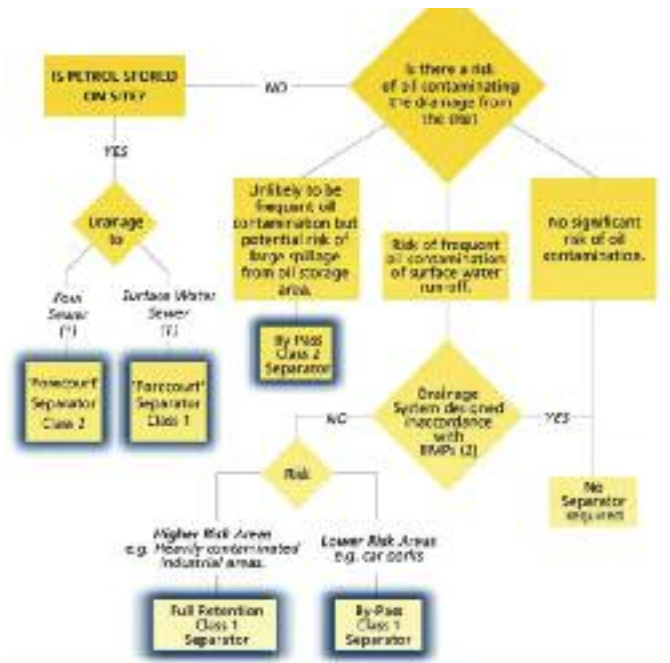 IS PETROL STORED
ON SITE?
NO
Is there a risk
of oil contaminating
the drainage from
the site?
YES
Drainage
to
Foul
Sewer
(1)
Surface Water
Sewer
(1)
"Forecourt"
Separator
Class 2
"Forecourt"
Separator
Class 1
Unlikely to be
frequent oil
contamination but
potential risk of
large spillage
from oil storage
area.
By Pass
Class 2
Separator
Risk of frequent
oil contamination
of surface water
run-off.
No significant
risk of oil
contamination.
Drainage
System designed
inaccordance
with
BMPs (2)
NO
YES
Risk
No
Separator
required
Higher Risk Areas
e.g. Heavily contaminated
industrial areas.
Lower Risk Areas
e.g. car parks
Full Retention
Class 1
Separator
By-Pass
Class 1
Separator